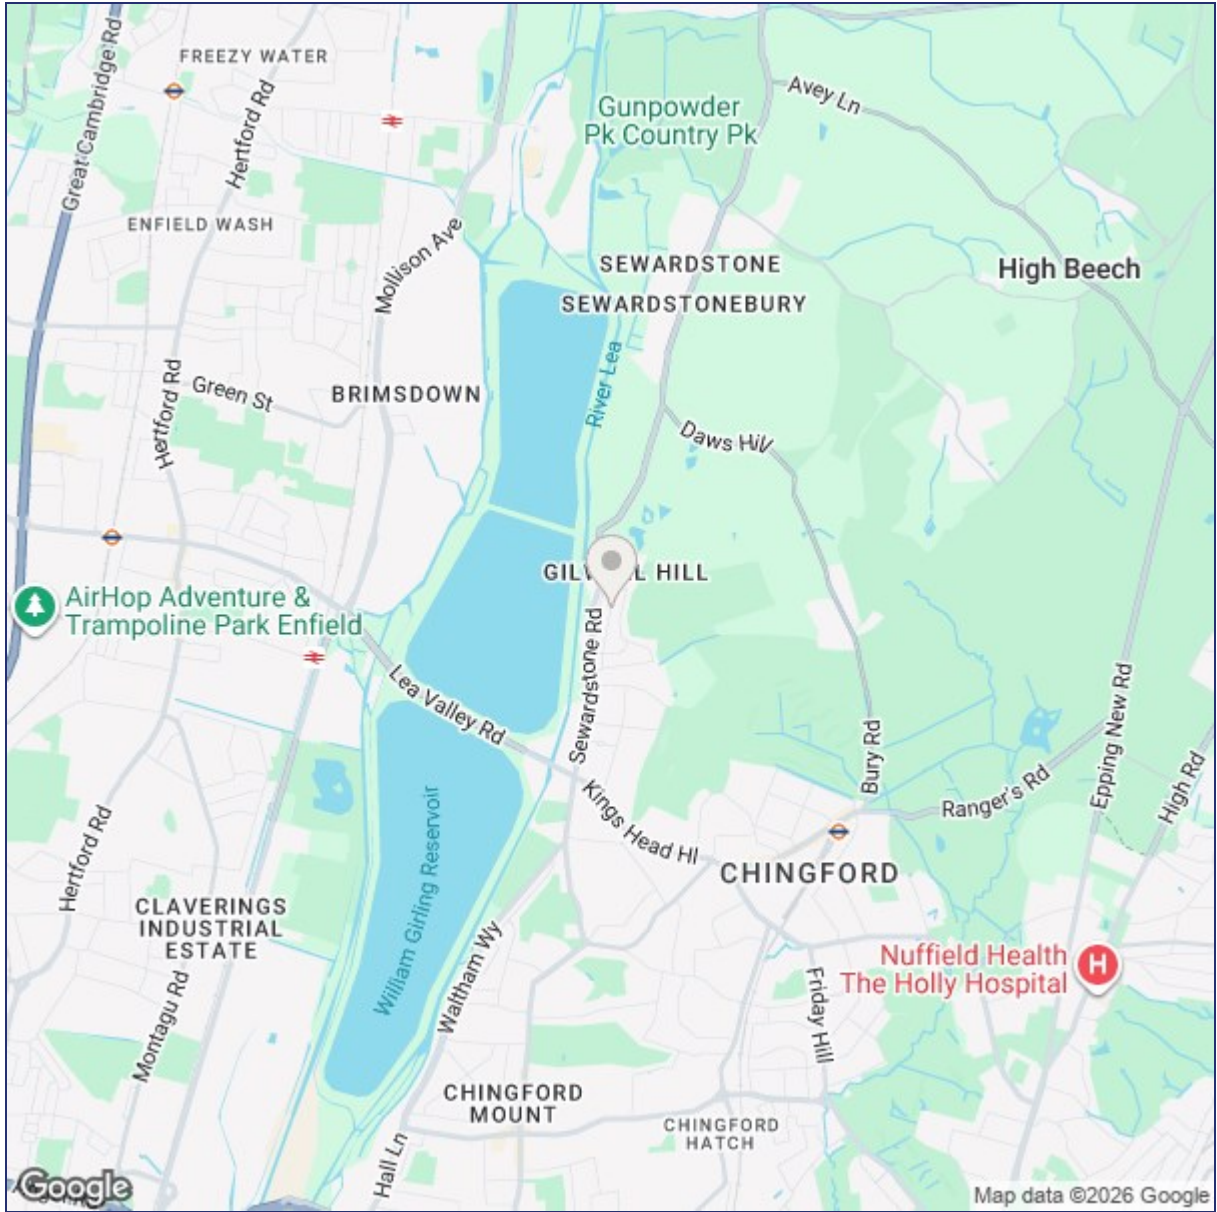 Great Cambridge Rd
FREEZY WATER
Hertford Rd
Gunpowder
Pk Country Pk
Avey Ln
ENFIELD WASH
Mollison Ave
SEWARDSTONE
SEWARDSTONEBURY
High Beech
River Lea
Hertford Rd
Green St
BRIMSDOWN
Daws Hil
GIL
L HILL
AirHop Adventure &
Trampoline Park Enfield
Sewardstone Rd
Lea Valley Rd
Bury Rd
Epping New Rd
Ranger's Rd
High Rd
Kings Head Hl
William Girling Reservoir
Hertford Rd
CHINGFORD
CLAVERINGS
INDUSTRIAL
ESTATE
Waltham Wy
Nuffield Health
The Holly Hospital
H
Montagu Rd
Friday Hill
CHINGFORD
MOUNT
CHINGFORD
HATCH
Hall Ln
Google
Map data ©2026 Google